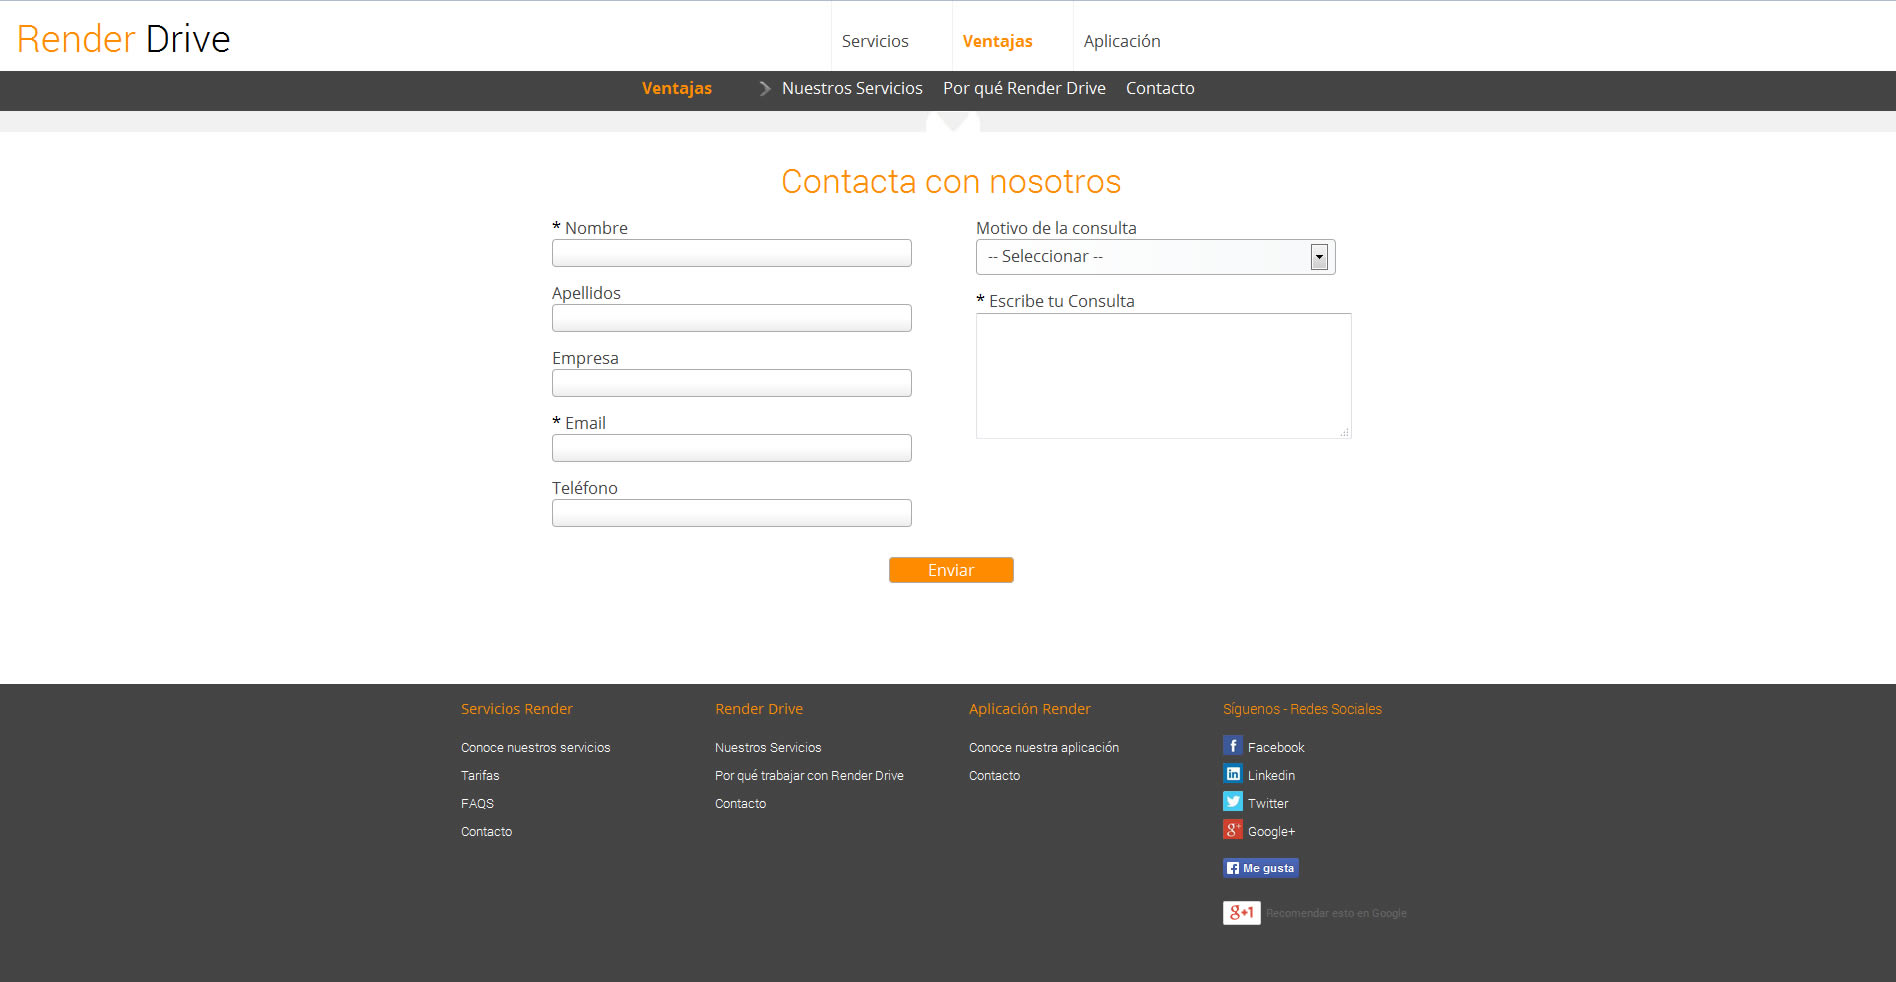 Render Drive
Servicios
Ventajas
Aplicación
Ventajas
Nuestros Servicios
Por qué Render Drive
Contacto
Contacta con nosotros
* Nombre
Apellidos
Empresa
* Email
Teléfono
Motivo de la consulta
-- Seleccionar --
* Escribe tu Consulta
Enviar
Servicios Render
Conoce nuestros servicios
Tarifas
FAQS
Contacto
Render Drive
Nuestros Servicios
Por qué trabajar con Render Drive
Contacto
Aplicación Render
Conoce nuestra aplicación
Contacto
Síguenos - Redes Sociales
f Facebook
in Linkedin
Twitter
g+ Google+
f Me gusta
g+1 Recomendar esto en Google